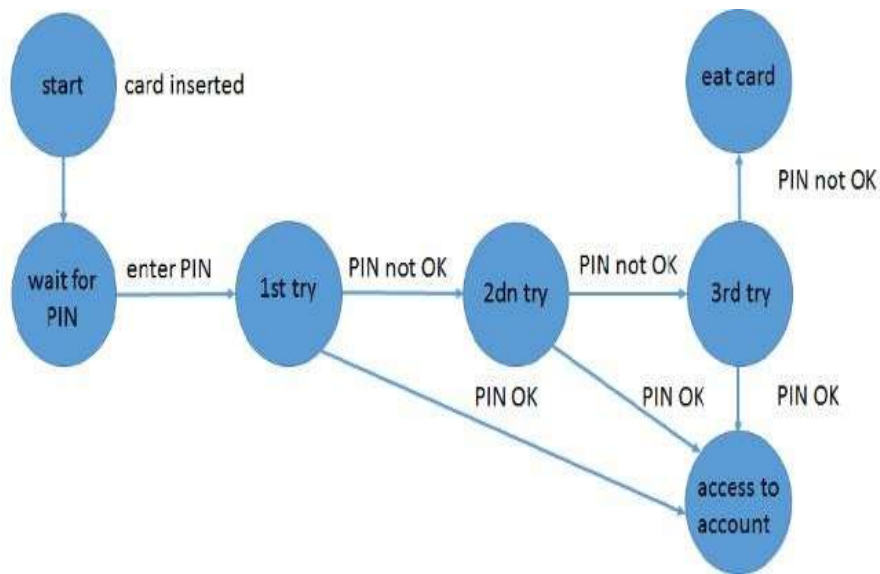 start
card inserted
eat card
PIN not OK
wait for
PIN
enter PIN
1st try
PIN not OK
2dn try
PIN not OK
3rd try
PIN OK
PIN OK
PIN OK
access to
account